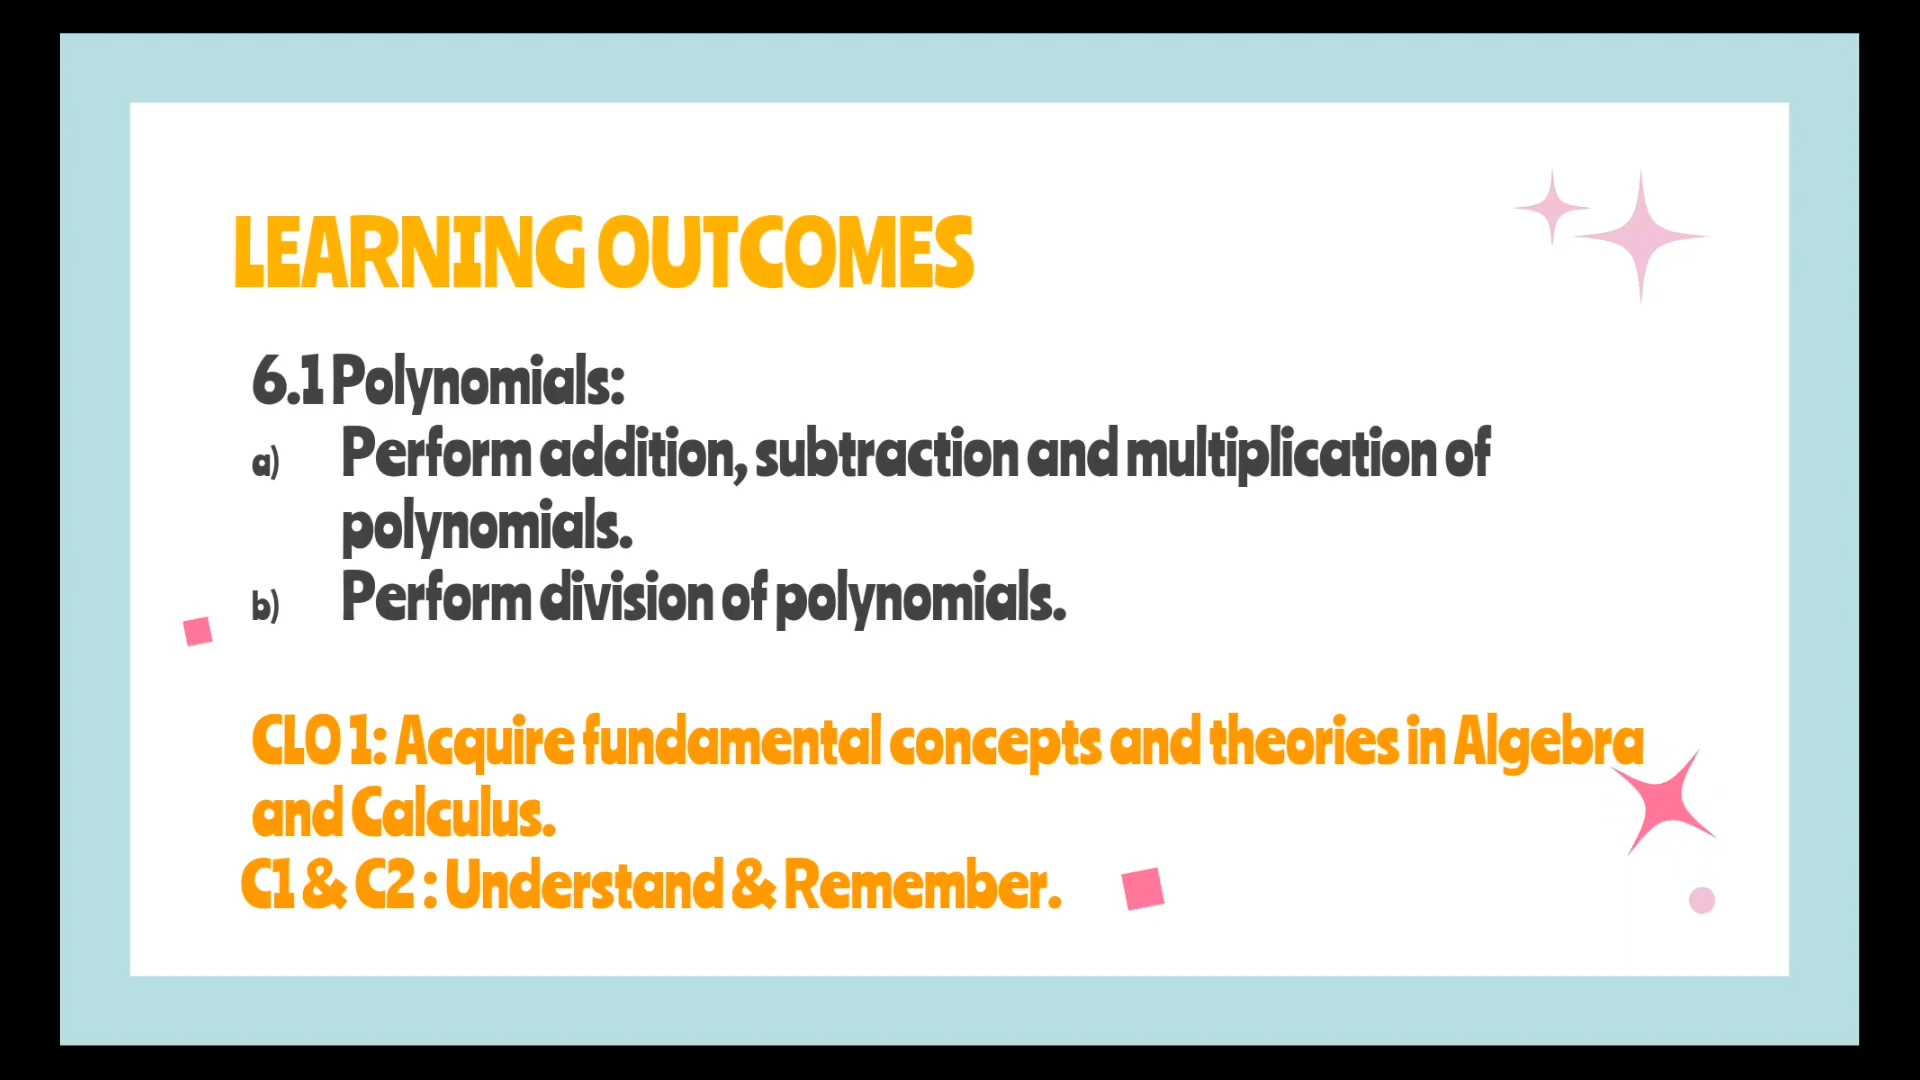 LEARNING OUTCOMES
6.1 Polynomials:
a) Perform addition, subtraction and multiplication of
polynomials.
b) Perform division of polynomials.
CLO 1: Acquire fundamental concepts and theories in Algebra
and Calculus.
C1 & C2 : Understand & Remember.